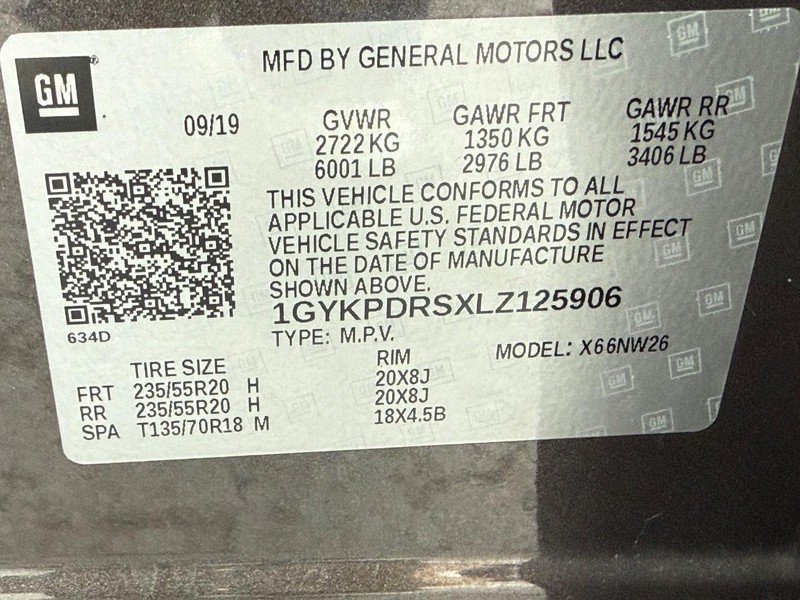 GM
MFD BY GENERAL MOTORS LLC
09/19
GVWR GAWR FRT GAWR RR
2722 KG 1350 KG 1545 KG
6001 LB 2976 LB 3406 LB
THIS VEHICLE CONFORMS TO ALL
APPLICABLE U.S. FEDERAL MOTOR
VEHICLE SAFETY STANDARDS IN EFFECT
ON THE DATE OF MANUFACTURE
SHOWN ABOVE.
1GYKPDRSXLZ125906
634D
TYPE: M.P.V. MODEL: X66NW26
TIRE SIZE RIM
FRT 235/55R20 H 20X8J
RR 235/55R20 H 20X8J
SPA T135/70R18 M 18X4.5B